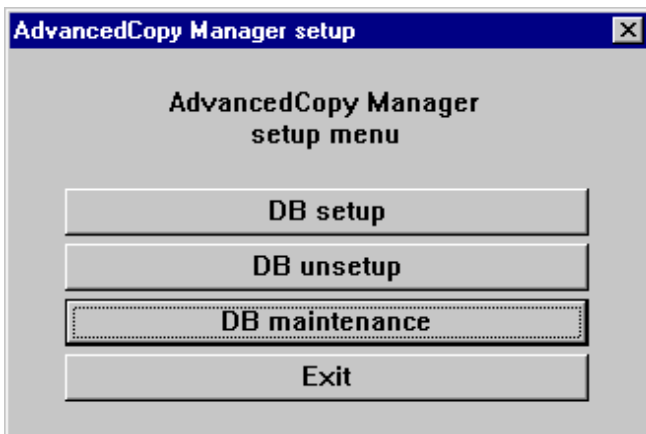 AdvancedCopy Manager setup
AdvancedCopy Manager
setup menu
DB setup
DB unsetup
DB maintenance
Exit